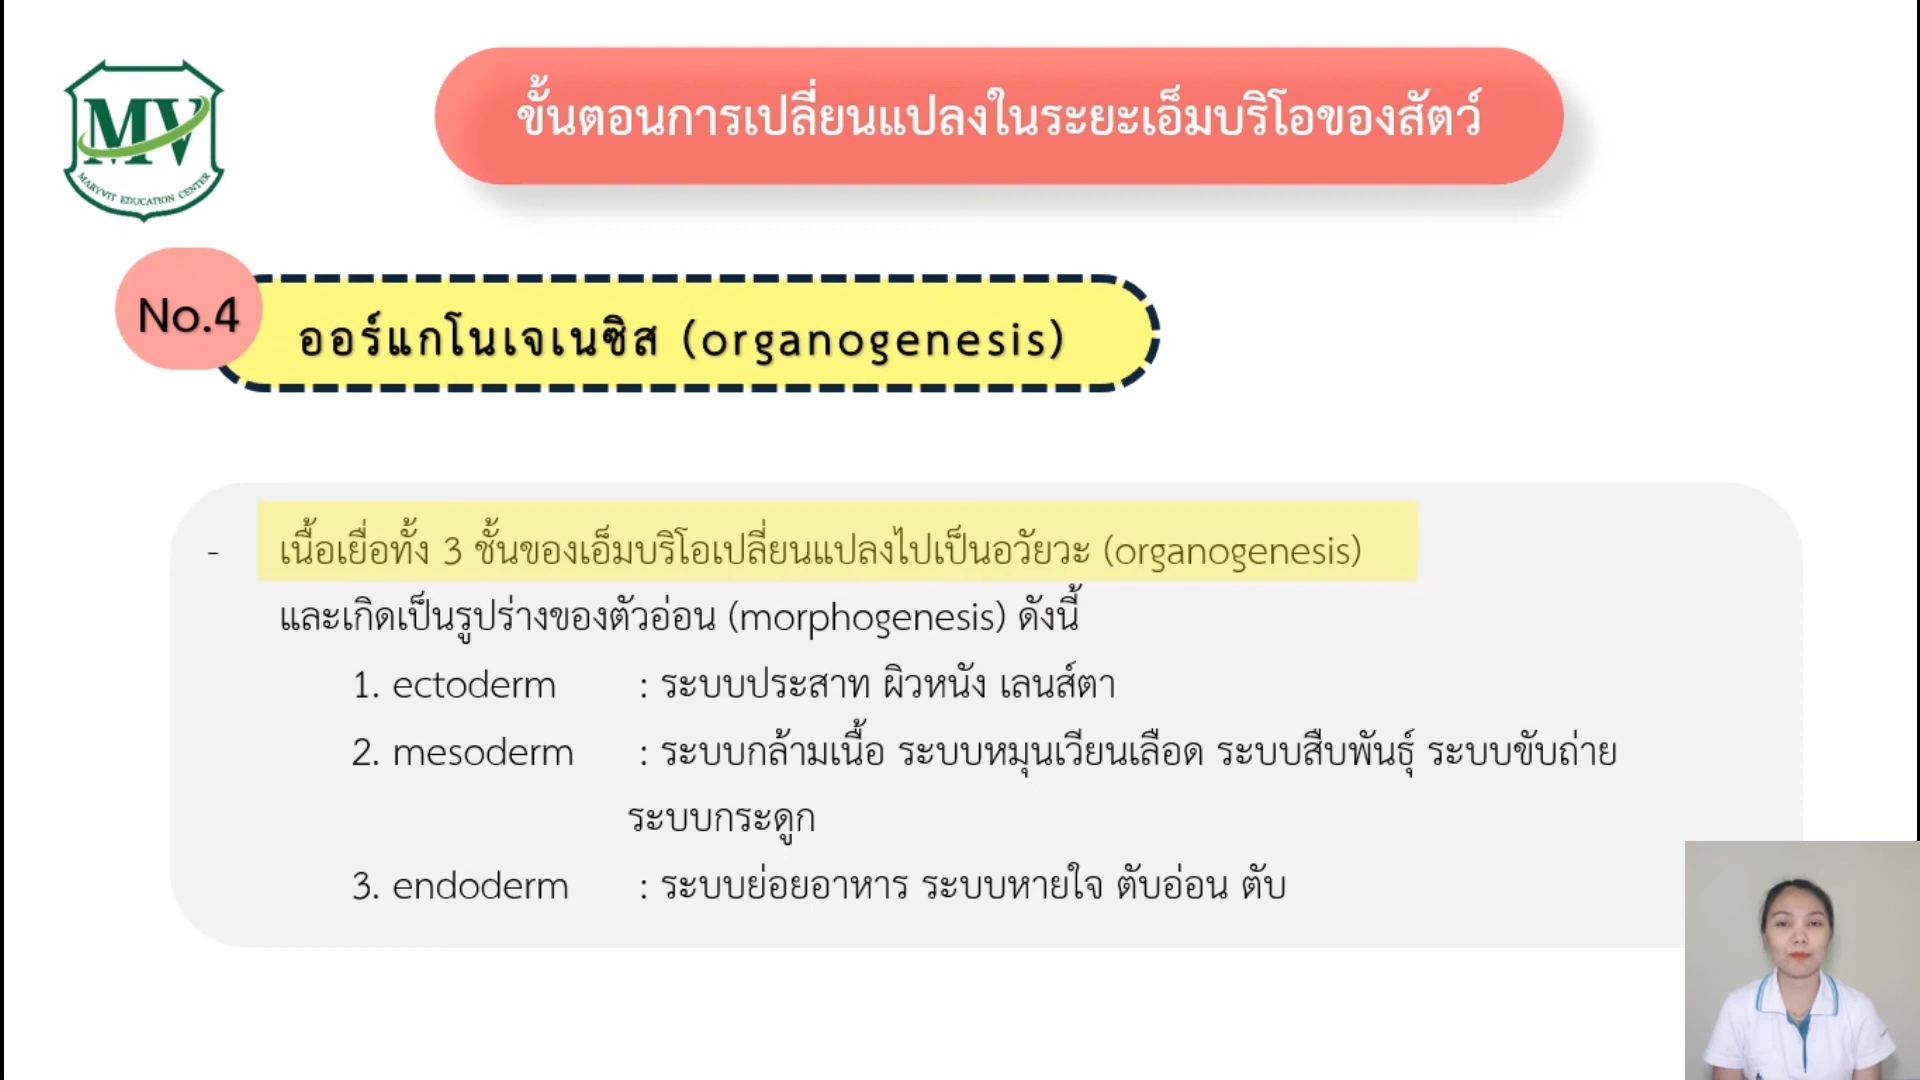 MV
MARYVIT EDUCATION CENTER
ขั้นตอนการเปลี่ยนแปลงในระยะเอ็มบริโอของสัตว์
No.4
ออร์แกโนเจเนซิส (organogenesis)
- เนื้อเยื่อทั้ง 3 ชั้นของเอ็มบริโอเปลี่ยนแปลงไปเป็นอวัยวะ (organogenesis)
และเกิดเป็นรูปร่างของตัวอ่อน (morphogenesis) ดังนี้
1. ectoderm : ระบบประสาท ผิวหนัง เลนส์ตา
2. mesoderm : ระบบกล้ามเนื้อ ระบบหมุนเวียนเลือด ระบบสืบพันธุ์ ระบบขับถ่าย
ระบบกระดูก
3. endoderm : ระบบย่อยอาหาร ระบบหายใจ ตับอ่อน ตับ